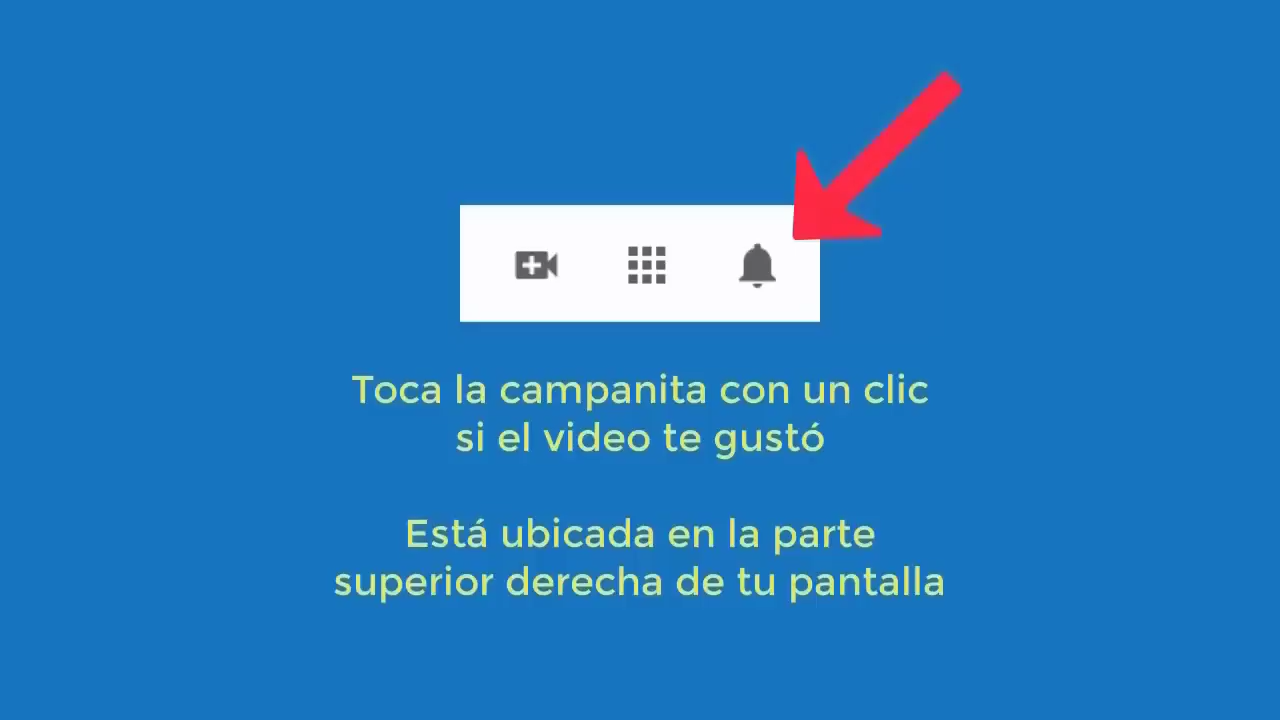 Toca la campanita con un clic
si el video te gustó
Está ubicada en la parte
superior derecha de tu pantalla